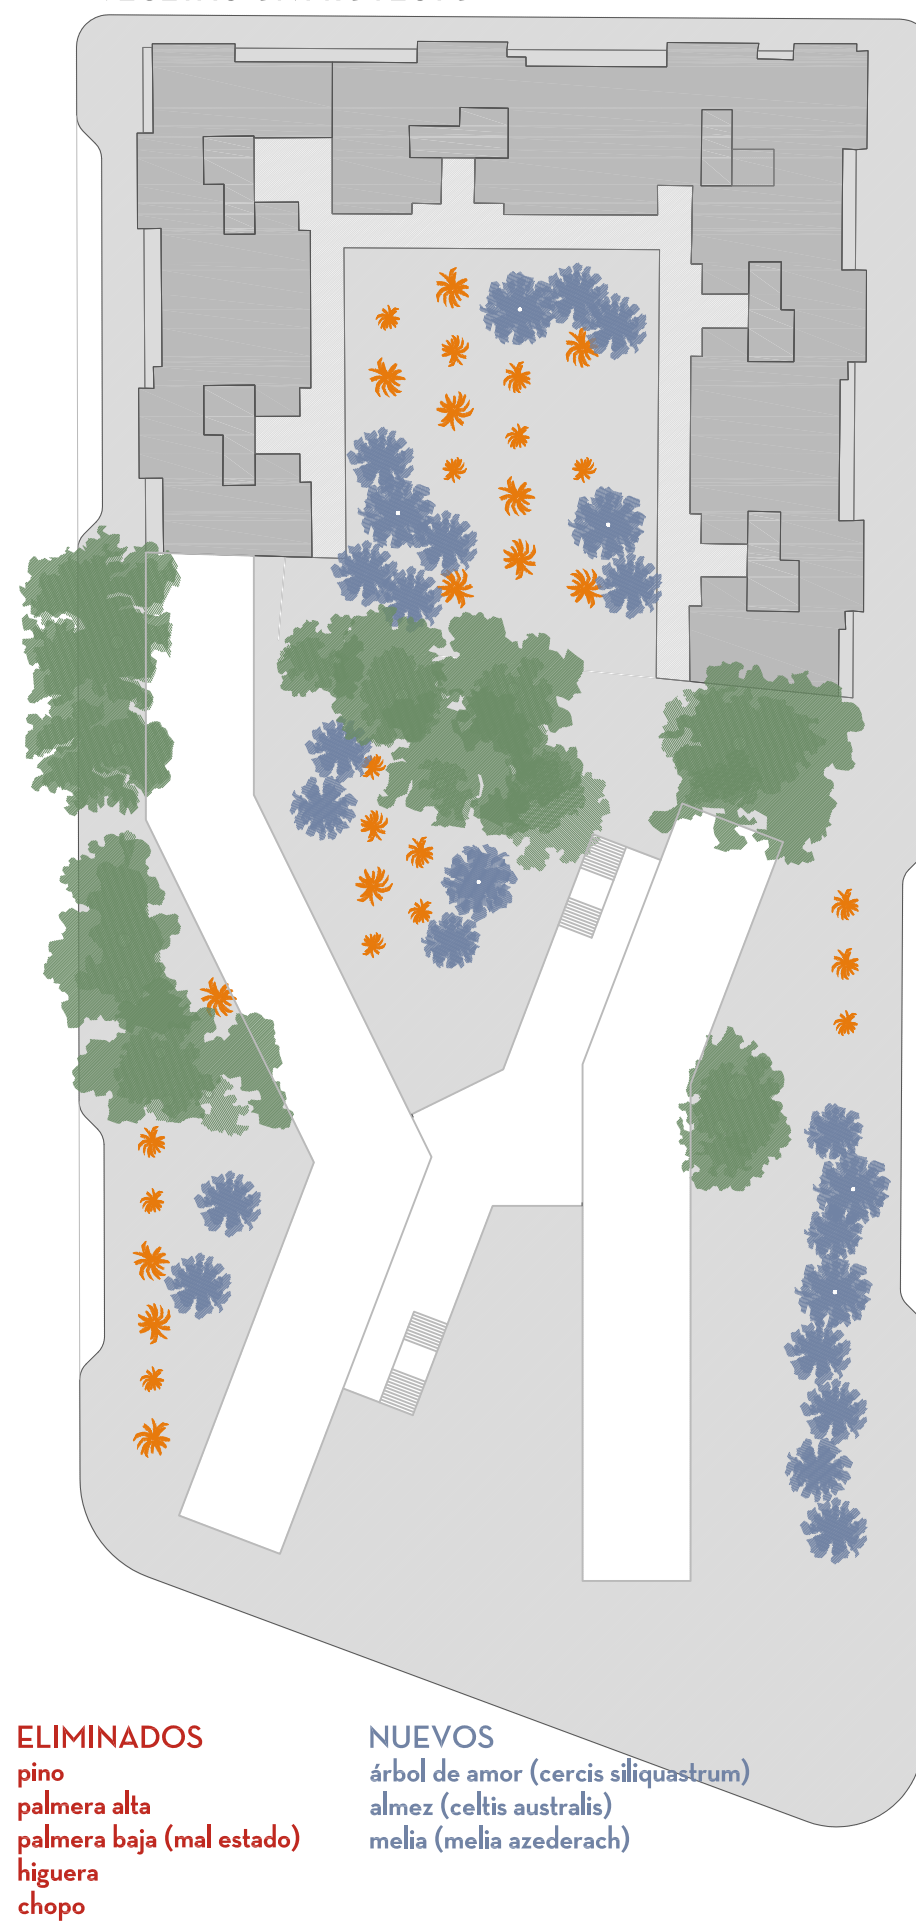 ELIMINADOS
pino
palmera alta
palmera baja (mal estado)
higuera
chopo
NUEVOS
árbol de amor (cercis siliquastrum)
almez (celtis australis)
melia (melia azederach)